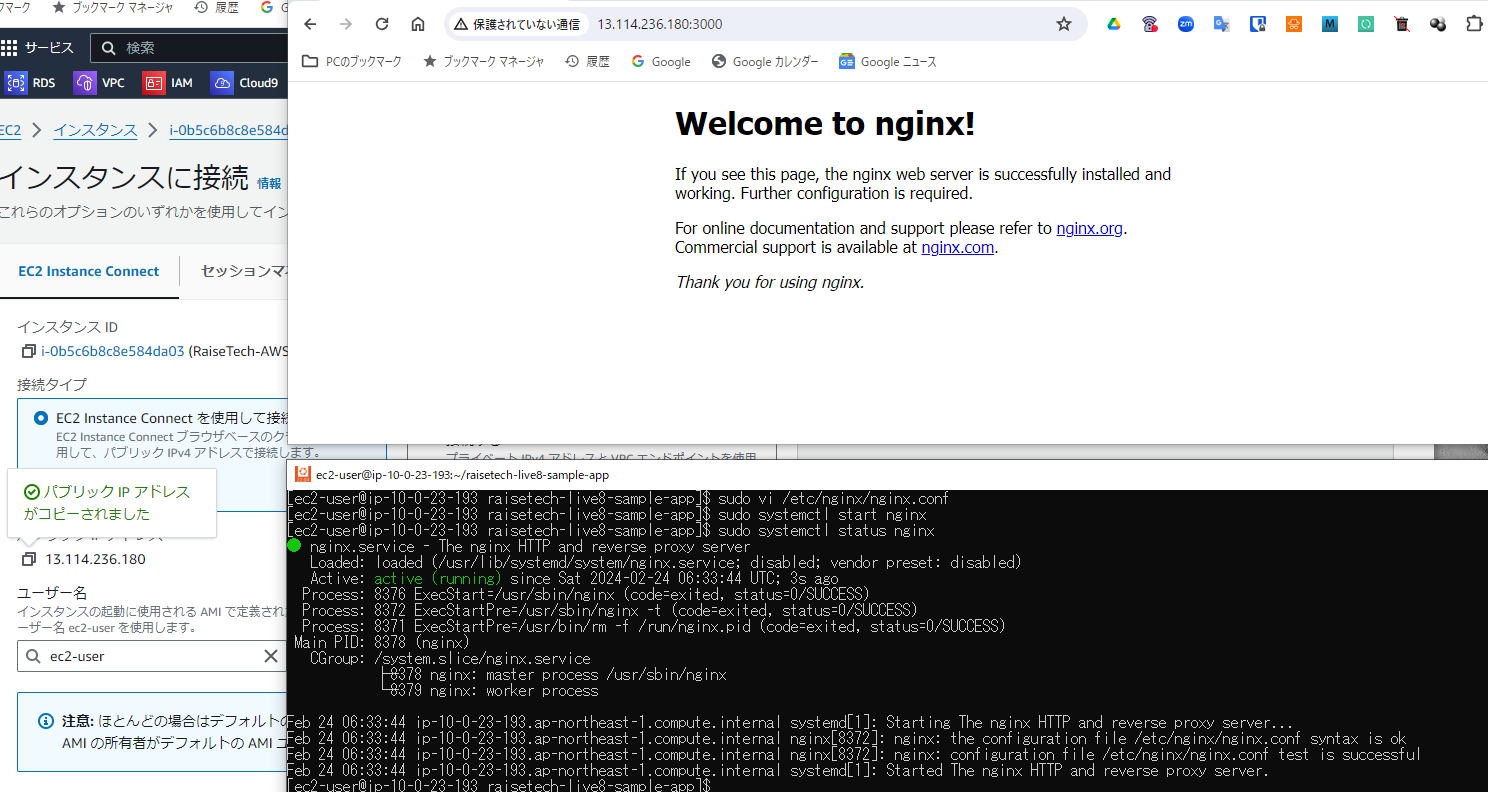 マーク ブックマーク マネージャ 履歴
サービス 検索
RDS VPC IAM Cloud9
EC2 インスタンス i-0b5c6b8c8e584d
インスタンスに接続 情報
これらのオプションのいずれかを使用してイン
EC2 Instance Connect セッションマネ
インスタンス ID
i-0b5c6b8c8e584da03 (RaiseTech-AWS
接続タイプ
EC2 Instance Connect を使用して接続
EC2 Instance Connect ブラウザベースのク
用して、パブリック IPv4 アドレスで接続します。
パブリック IP アドレス
がコピーされました
13.114.236.180
ユーザー名
インスタンスの起動に使用される AMI で定義され
ーザー名 ec2-user を使用します。
ec2-user
注意: ほとんどの場合はデフォルトの
AMI の所有者がデフォルトの AMI ユ
保護されていない通信 13.114.236.180:3000
PCのブックマーク ブックマーク マネージャ 履歴 Google Google カレンダー Google ニュース
Welcome to nginx!
If you see this page, the nginx web server is successfully installed and
working. Further configuration is required.
For online documentation and support please refer to nginx.org.
Commercial support is available at nginx.com.
Thank you for using nginx.
プライベート IPv4 アドレスと VPC エンドポイントを使用
ec2-user@ip-10-0-23-193:~/raisetech-live8-sample-app
[ec2-user@ip-10-0-23-193 raisetech-live8-sample-app]$ sudo vi /etc/nginx/nginx.conf
[ec2-user@ip-10-0-23-193 raisetech-live8-sample-app]$ sudo systemctl start nginx
[ec2-user@ip-10-0-23-193 raisetech-live8-sample-app]$ sudo systemctl status nginx
● nginx.service - The nginx HTTP and reverse proxy server
Loaded: loaded (/usr/lib/systemd/system/nginx.service; disabled; vendor preset: disabled)
Active: active (running) since Sat 2024-02-24 06:33:44 UTC; 3s ago
Process: 8376 ExecStart=/usr/sbin/nginx (code=exited, status=0/SUCCESS)
Process: 8372 ExecStartPre=/usr/sbin/nginx -t (code=exited, status=0/SUCCESS)
Process: 8371 ExecStartPre=/usr/bin/rm -f /run/nginx.pid (code=exited, status=0/SUCCESS)
Main PID: 8378 (nginx)
CGroup: /system.slice/nginx.service
├─8378 nginx: master process /usr/sbin/nginx
└─8379 nginx: worker process
Feb 24 06:33:44 ip-10-0-23-193.ap-northeast-1.compute.internal systemd[1]: Starting The nginx HTTP and reverse proxy server...
Feb 24 06:33:44 ip-10-0-23-193.ap-northeast-1.compute.internal nginx[8372]: nginx: the configuration file /etc/nginx/nginx.conf syntax is ok
Feb 24 06:33:44 ip-10-0-23-193.ap-northeast-1.compute.internal nginx[8372]: nginx: configuration file /etc/nginx/nginx.conf test is successful
Feb 24 06:33:44 ip-10-0-23-193.ap-northeast-1.compute.internal systemd[1]: Started The nginx HTTP and reverse proxy server.
[ec2-user@ip-10-0-23-193 raisetech-live8-sample-app]$